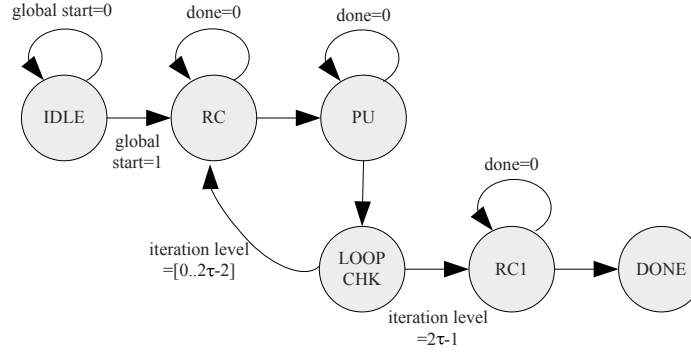 global start=0
done=0
done=0
IDLE
RC
PU
global
start=1
done=0
iteration level
=[0..2τ-2]
LOOP
CHK
RC1
DONE
iteration level
=2τ-1